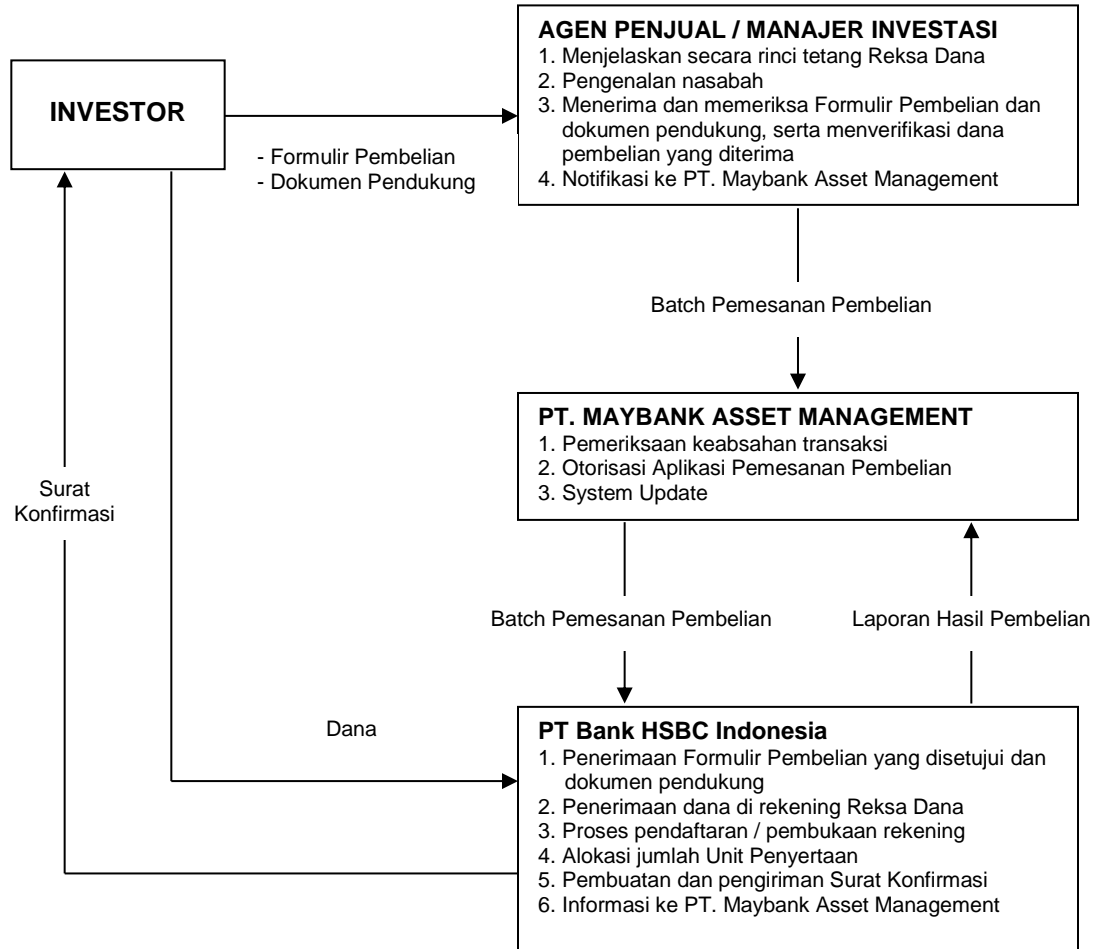 INVESTOR
- Formulir Pembelian
- Dokumen Pendukung
AGEN PENJUAL / MANAJER INVESTASI
1. Menjelaskan secara rinci tetang Reksa Dana
2. Pengenalan nasabah
3. Menerima dan memeriksa Formulir Pembelian dan
dokumen pendukung, serta menverifikasi dana
pembelian yang diterima
4. Notifikasi ke PT. Maybank Asset Management
Batch Pemesanan Pembelian
PT. MAYBANK ASSET MANAGEMENT
1. Pemeriksaan keabsahan transaksi
2. Otorisasi Aplikasi Pemesanan Pembelian
3. System Update
Surat
Konfirmasi
Batch Pemesanan Pembelian
Laporan Hasil Pembelian
Dana
PT Bank HSBC Indonesia
1. Penerimaan Formulir Pembelian yang disetujui dan
dokumen pendukung
2. Penerimaan dana di rekening Reksa Dana
3. Proses pendaftaran / pembukaan rekening
4. Alokasi jumlah Unit Penyertaan
5. Pembuatan dan pengiriman Surat Konfirmasi
6. Informasi ke PT. Maybank Asset Management